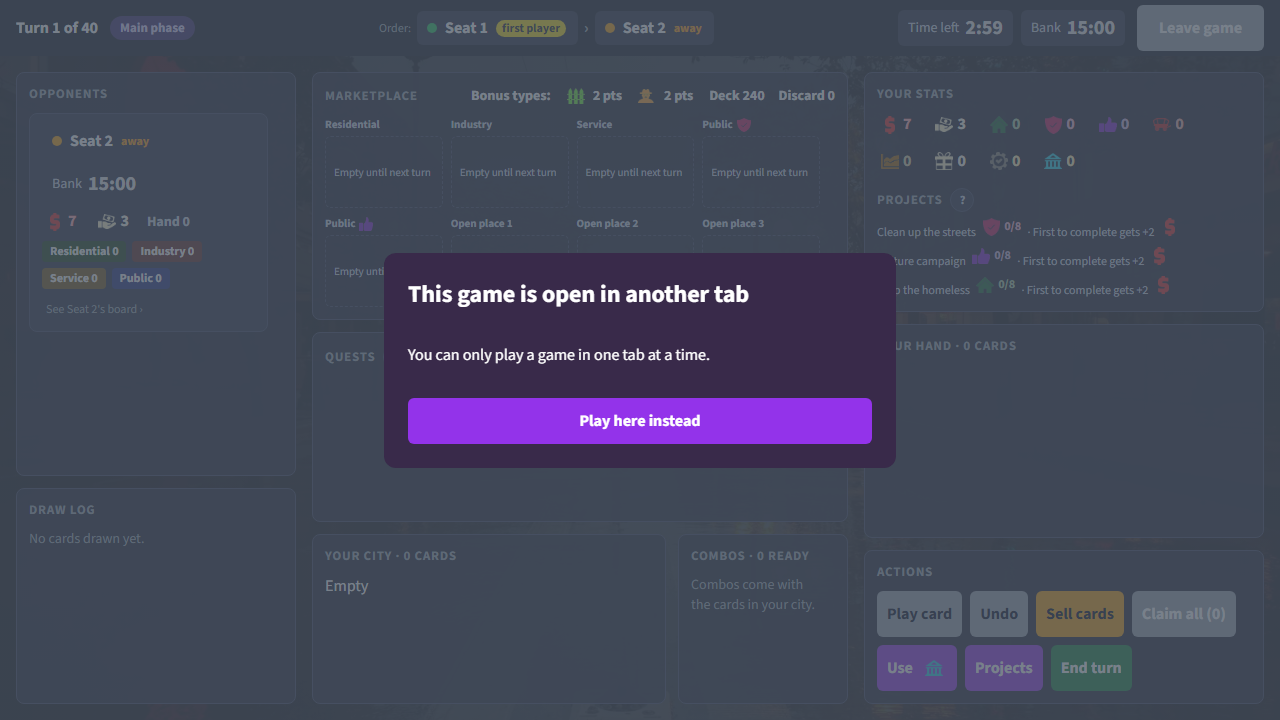 Turn 1 of 40 Main phase Order: Seat 1 first player › Seat 2 away Time left 2:59 Bank 15:00 Leave game
OPPONENTS
Seat 2 away
Bank 15:00
7 3 Hand 0
Residential 0 Industry 0
Service 0 Public 0
See Seat 2's board ›
DRAW LOG
No cards drawn yet.
MARKETPLACE Bonus types: 2 pts 2 pts Deck 240 Discard 0
Residential Industry Service Public
Empty until next turn Empty until next turn Empty until next turn Empty until next turn
Public Open place 1 Open place 2 Open place 3
Empty unti
QUESTS
This game is open in another tab
You can only play a game in one tab at a time.
Play here instead
YOUR CITY · 0 CARDS
Empty
COMBOS · 0 READY
Combos come with
the cards in your city.
YOUR STATS
7 3 0 0 0 0
0 0 0 0
PROJECTS ?
Clean up the streets 0/8 · First to complete gets +2
ture campaign 0/8 · First to complete gets +2
the homeless 0/8 · First to complete gets +2
UR HAND · 0 CARDS
ACTIONS
Play card Undo Sell cards Claim all (0)
Use Projects End turn